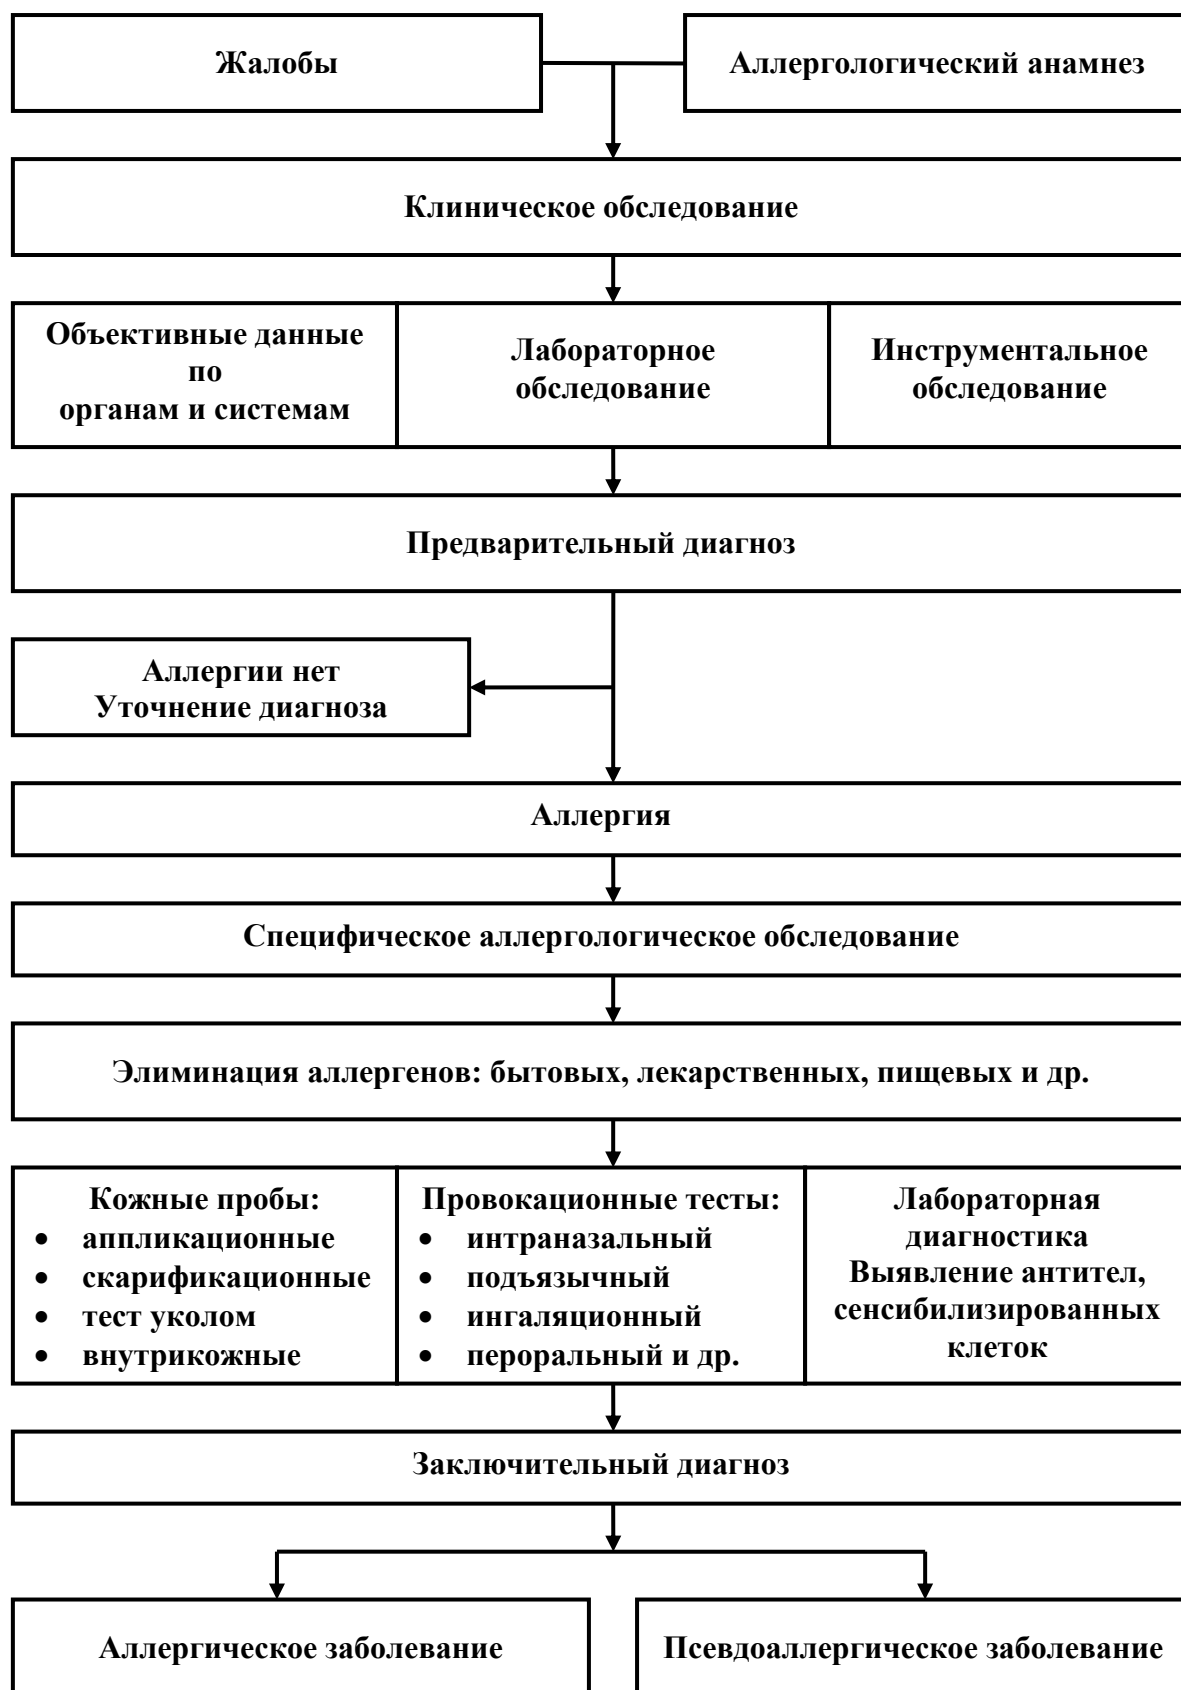 Жалобы
Аллергологический анамнез
Клиническое обследование
Объективные данные
по
органам и системам
Лабораторное
обследование
Инструментальное
обследование
Предварительный диагноз
Аллергии нет
Уточнение диагноза
Аллергия
Специфическое аллергологическое обследование
Элиминация аллергенов: бытовых, лекарственных, пищевых и др.
Кожные пробы:
• аппликационные
• скарификационные
• тест уколом
• внутрикожные
Провокационные тесты:
• интраназальный
• подъязычный
• ингаляционный
• пероральный и др.
Лабораторная
диагностика
Выявление антител,
сенсибилизированных
клеток
Заключительный диагноз
Аллергическое заболевание
Псевдоаллергическое заболевание